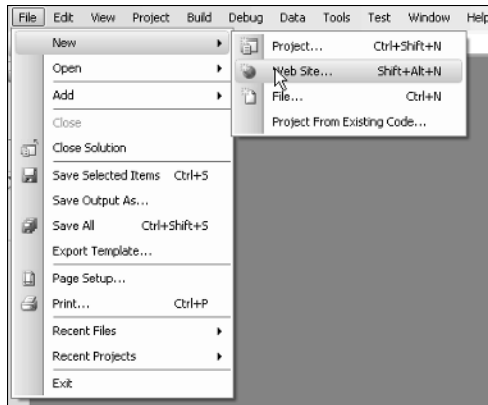 File Edit View Project Build Debug Data Tools Test Window Help
New
Open
Add
Close
Close Solution
Save Selected Items Ctrl+S
Save Output As...
Save All Ctrl+Shift+S
Export Template...
Page Setup...
Print... Ctrl+P
Recent Files
Recent Projects
Exit
Project... Ctrl+Shift+N
Web Site... Shift+Alt+N
File... Ctrl+N
Project From Existing Code...